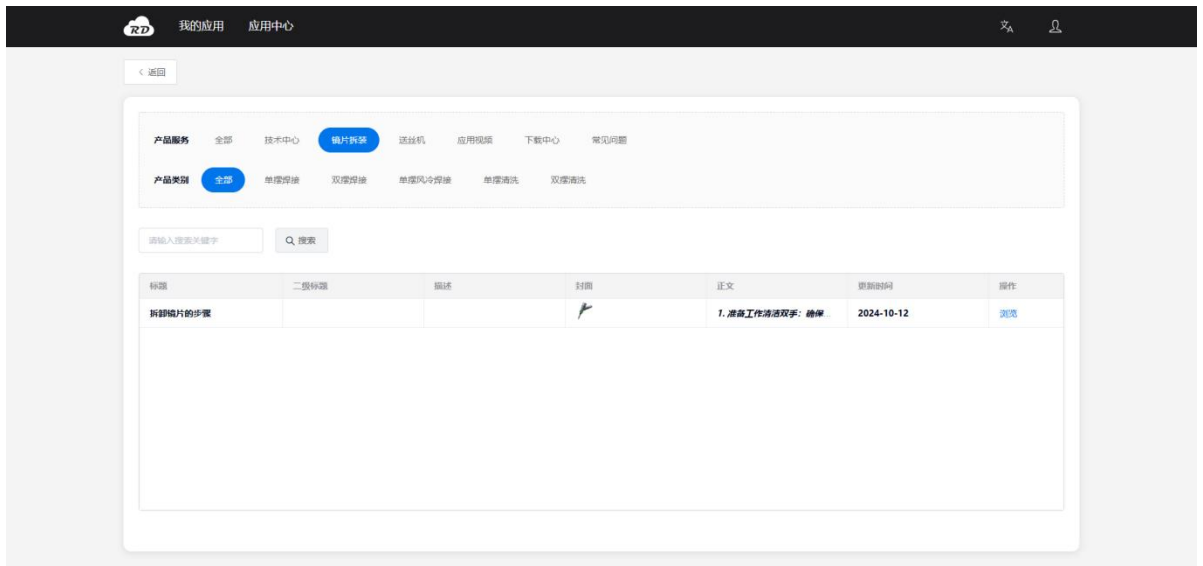 RD 我的应用 应用中心 文A
< 返回
产品服务 全部 技术中心 镜片拆装 送丝机 应用视频 下载中心 常见问题
产品类别 全部 单摆焊接 双摆焊接 单摆风冷焊接 单摆清洗 双摆清洗
请输入搜索关键字 搜索
标题 二级标题 描述 封面 正文 更新时间 操作
拆卸镜片的步骤 1. 准备工作清洁双手：确保... 2024-10-12 浏览